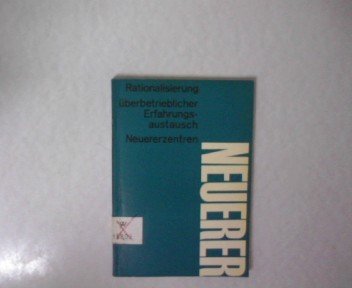 Rationalisierung
überbetrieblicher
Erfahrungs-
austausch
Neuererzentren
NEUERER